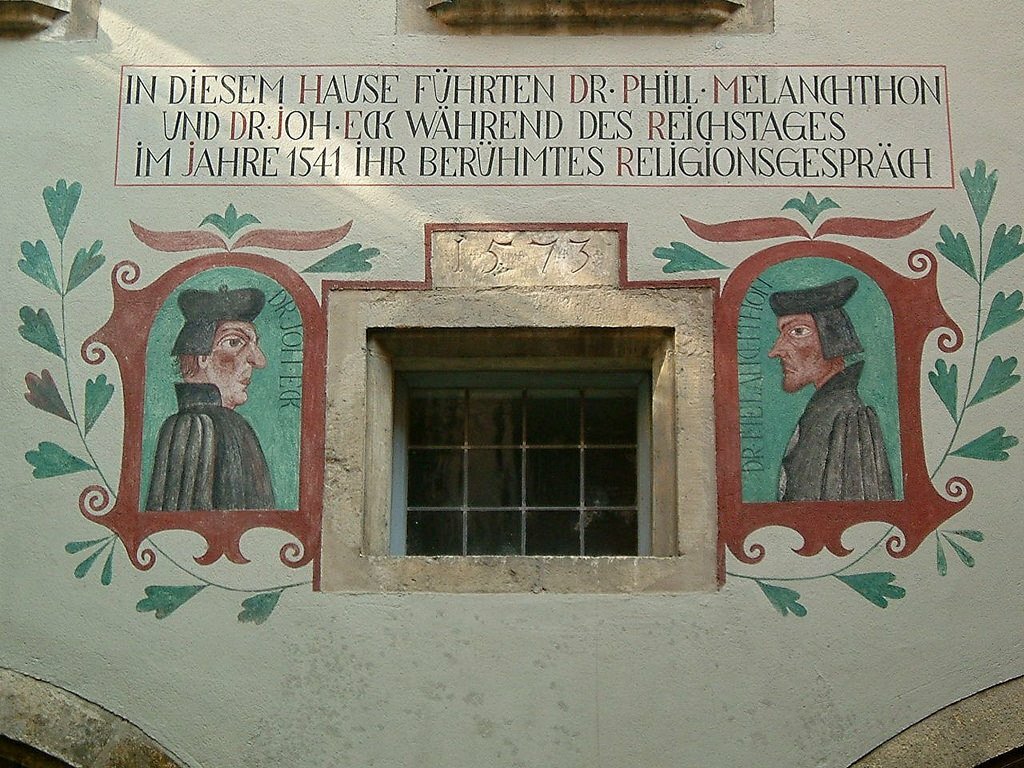 IN DIESEM HAUSE FÜHRTEN DR·PHILL·MELANCHTHON
UND DR·JOH·ECK WÄHREND DES REICHSTAGES
IM JAHRE 1541 IHR BERÜHMTES RELIGIONSGESPRÄCH
1573
DR JOH·ECK
DR MELANCHTHON